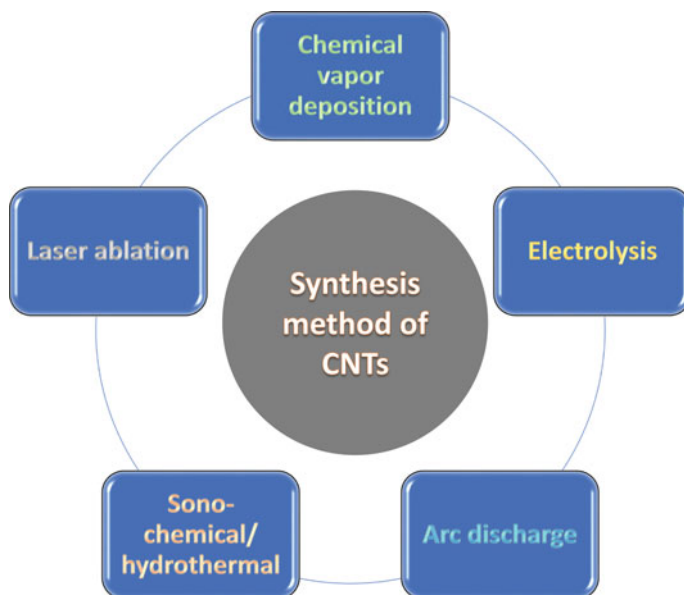 Chemical
vapor
deposition
Laser ablation
Electrolysis
Synthesis
method of
CNTs
Sono-
chemical/
hydrothermal
Arc discharge